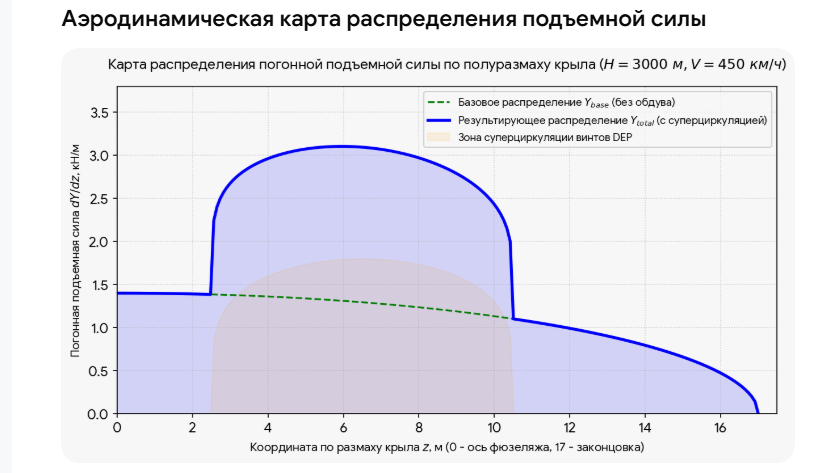 Аэродинамическая карта распределения подъемной силы
Карта распределения погонной подъемной силы по полуразмаху крыла (H = 3000 м, V = 450 км/ч)
Базовое распределение Y_base (без обдува)
Результирующее распределение Y_total (с суперциркуляцией)
Зона суперциркуляции винтов DEP
Погонная подъемная сила dY/dz, кН/м
3.5
3.0
2.5
2.0
1.5
1.0
0.5
0.0
0 2 4 6 8 10 12 14 16
Координата по размаху крыла z, м (0 - ось фюзеляжа, 17 - законцовка)